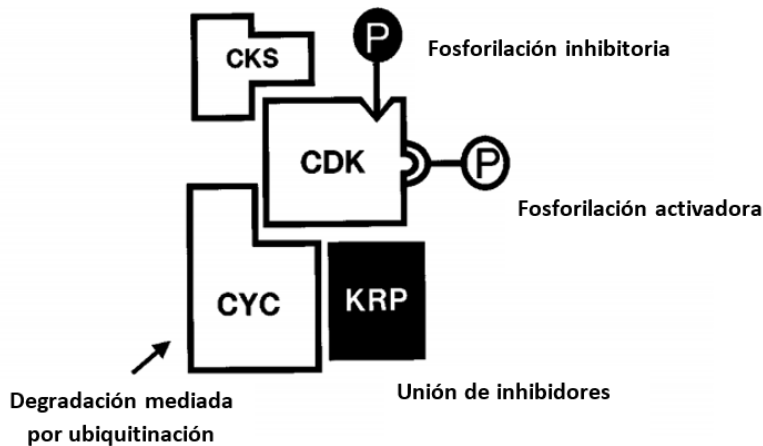 CKS
P
Fosforilación inhibitoria
CDK
P
Fosforilación activadora
CYC
KRP
Unión de inhibidores
Degradación mediada
por ubiquitinación